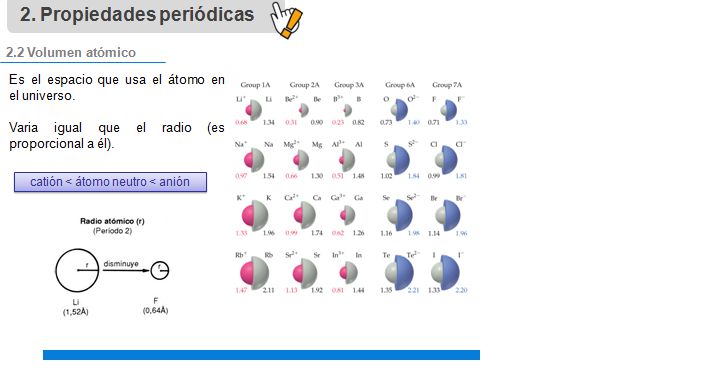 2. Propiedades periódicas
2.2 Volumen atómico
Es el espacio que usa el átomo en
el universo.
Varia igual que el radio (es
proporcional a él).
catión < átomo neutro < anión
Radio atómico (r)
(Período 2)
r
disminuye
r
Li
(1,52Å)
F
(0,64Å)
Group 1A Group 2A Group 3A Group 6A Group 7A
Li⁺ Li Be²⁺ Be B³⁺ B O O²⁻ F F⁻
0.68 1.34 0.31 0.90 0.23 0.82 0.73 1.40 0.71 1.33
Na⁺ Na Mg²⁺ Mg Al³⁺ Al S S²⁻ Cl Cl⁻
0.97 1.54 0.66 1.30 0.51 1.48 1.02 1.84 0.99 1.81
K⁺ K Ca²⁺ Ca Ga³⁺ Ga Se Se²⁻ Br Br⁻
1.33 1.96 0.99 1.74 0.62 1.26 1.16 1.98 1.14 1.96
Rb⁺ Rb Sr²⁺ Sr In³⁺ In Te Te²⁻ I I⁻
1.47 2.11 1.13 1.92 0.81 1.44 1.35 2.21 1.33 2.20